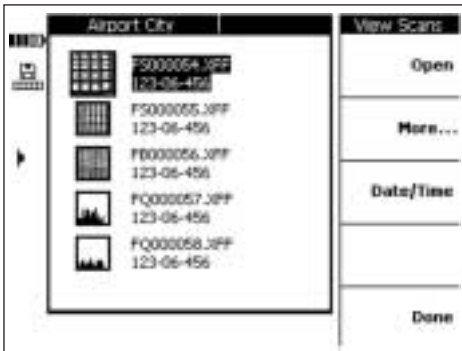 Airport City
View Scans
FS000054.XFF
123-06-456
Open
FS000055.XFF
123-06-456
More...
FB000056.XFF
123-06-456
Date/Time
FQ000057.XFF
123-06-456
FQ000058.XFF
123-06-456
Done